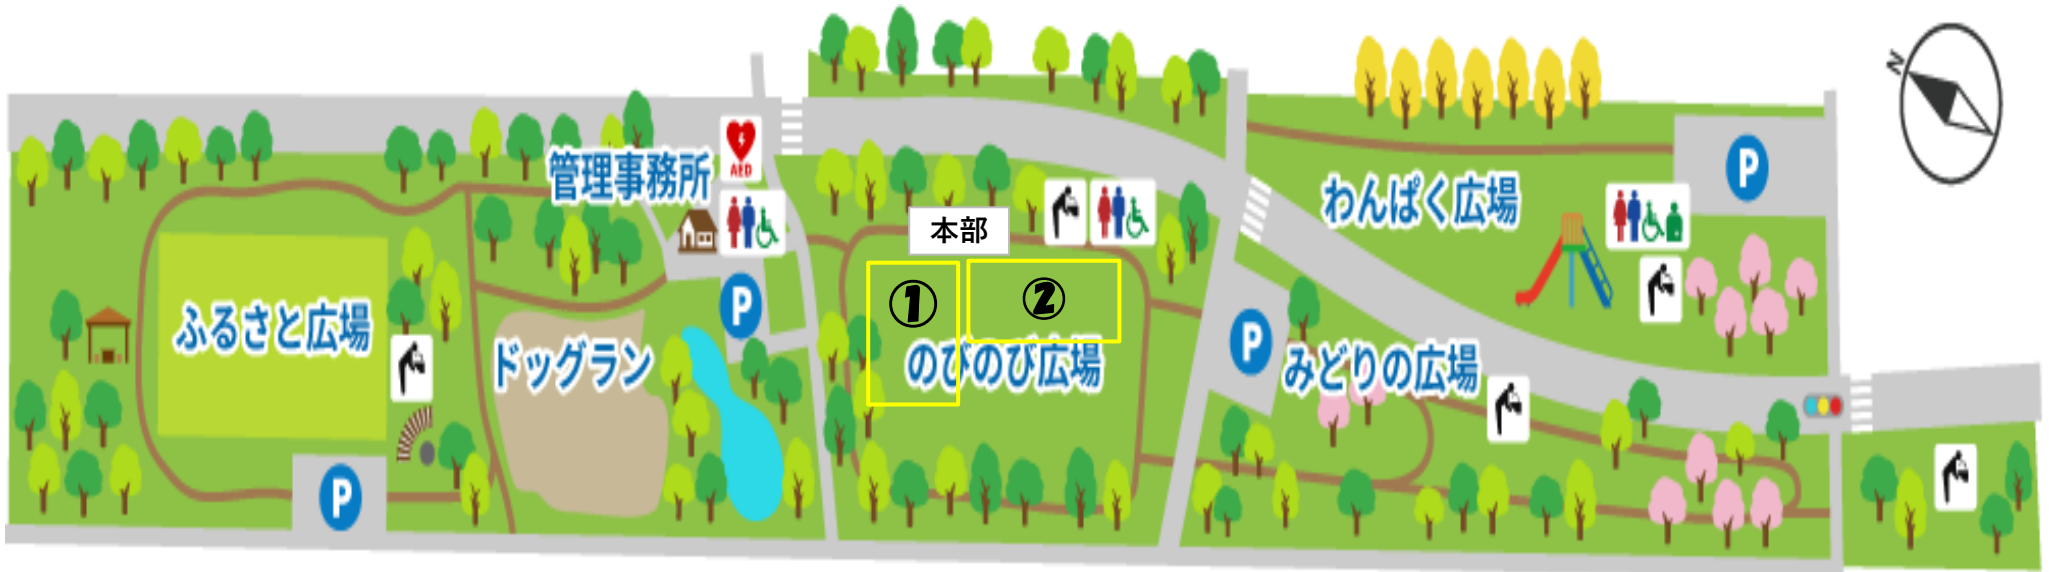 N
管理事務所
AED
本部
P
わんぱく広場
①
②
P
ふるさと広場
ドッグラン
のびのび広場
P
みどりの広場
P